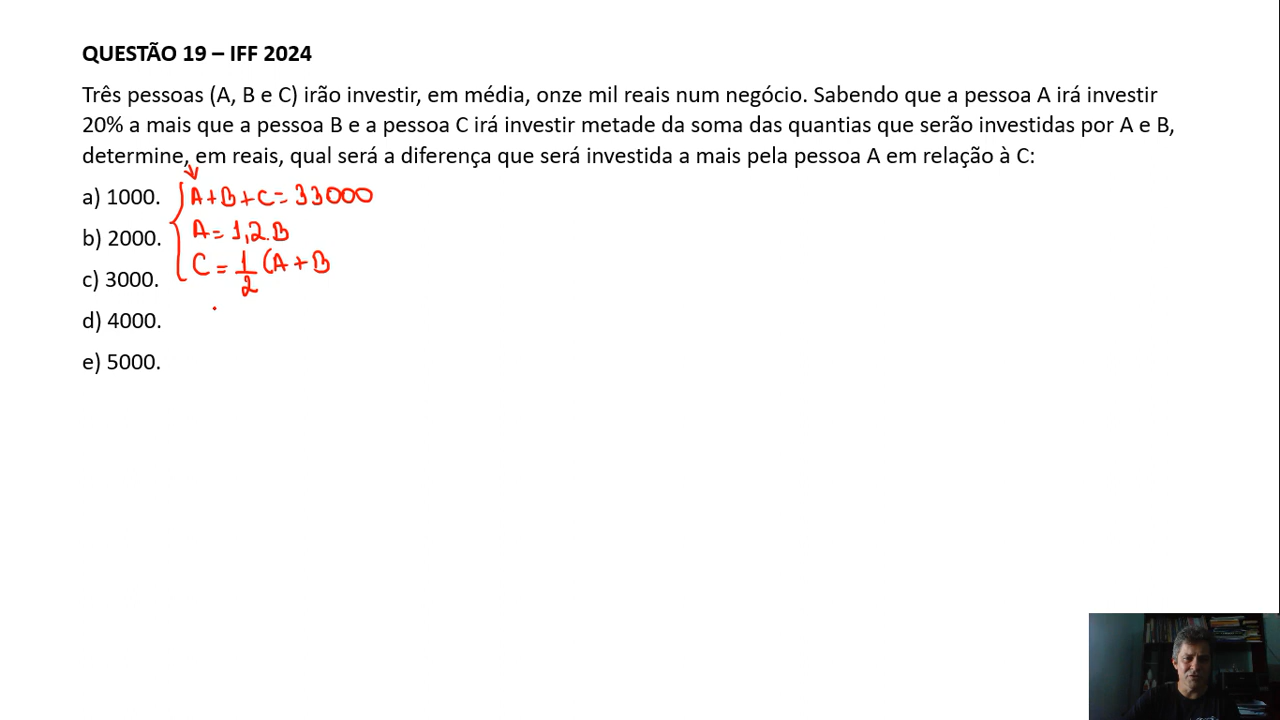 QUESTÃO 19 – IFF 2024
Três pessoas (A, B e C) irão investir, em média, onze mil reais num negócio. Sabendo que a pessoa A irá investir
20% a mais que a pessoa B e a pessoa C irá investir metade da soma das quantias que serão investidas por A e B,
determine, em reais, qual será a diferença que será investida a mais pela pessoa A em relação à C:
a) 1000.
A+B+C=33000
b) 2000.
A=1,2.B
C=1/2(A+B
c) 3000.
d) 4000.
e) 5000.